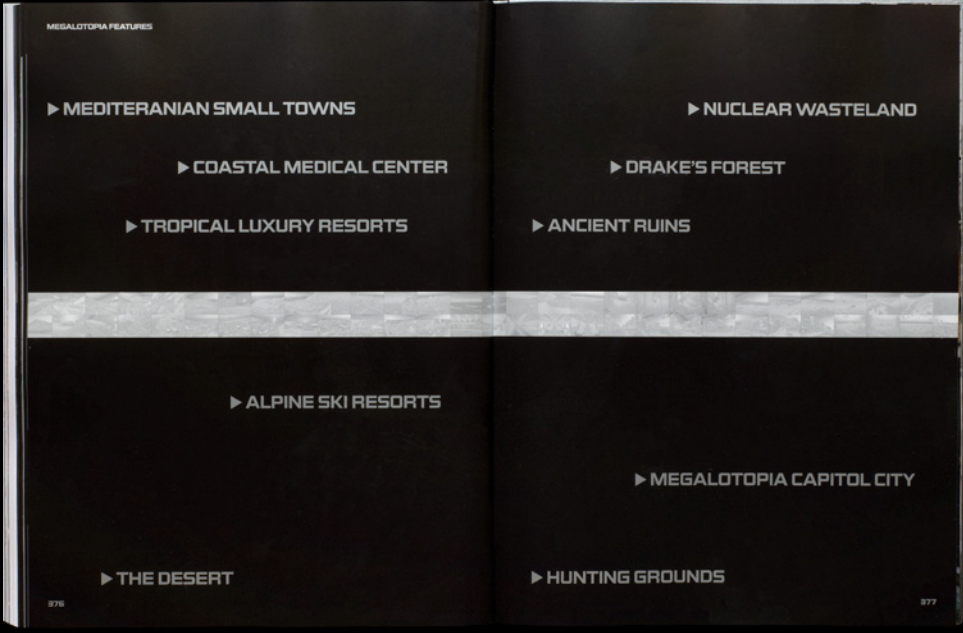 MEGALOTOPIA FEATURES
▶ MEDITERANIAN SMALL TOWNS
▶ COASTAL MEDICAL CENTER
▶ TROPICAL LUXURY RESORTS
▶ ALPINE SKI RESORTS
▶ THE DESERT
376
▶ NUCLEAR WASTELAND
▶ DRAKE'S FOREST
▶ ANCIENT RUINS
▶ MEGALOTOPIA CAPITOL CITY
▶ HUNTING GROUNDS
377